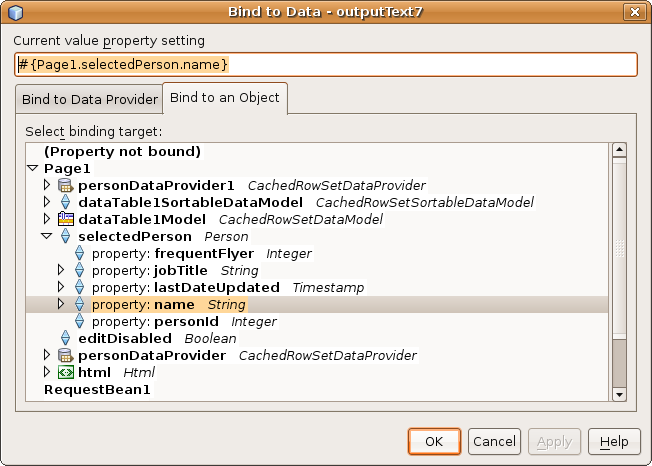 Bind to Data - outputText7
Current value property setting
#{Page1.selectedPerson.name}
Bind to Data Provider Bind to an Object
Select binding target:
(Property not bound)
Page1
personDataProvider1 CachedRowSetDataProvider
dataTable1SortableDataModel CachedRowSetSortableDataModel
dataTable1Model CachedRowSetDataModel
selectedPerson Person
property: frequentFlyer Integer
property: jobTitle String
property: lastDateUpdated Timestamp
property: name String
property: personId Integer
editDisabled Boolean
personDataProvider CachedRowSetDataProvider
html Html
RequestBean1
OK Cancel Apply Help